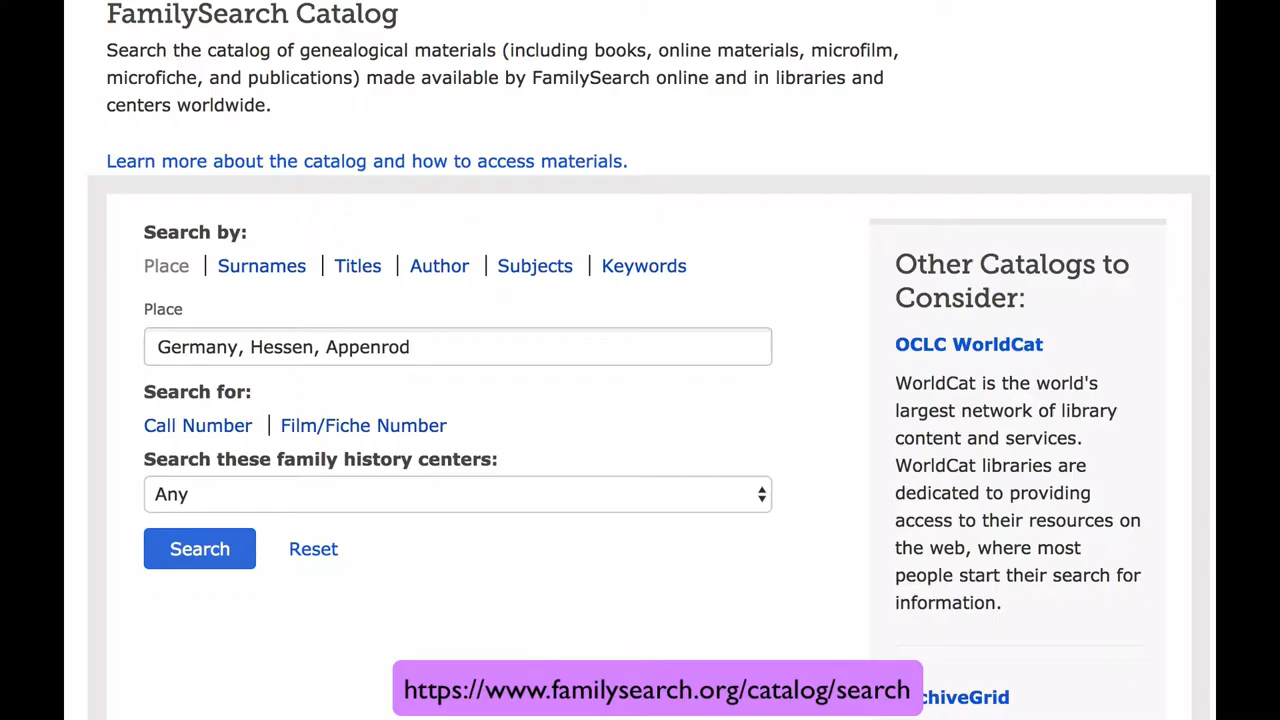 FamilySearch Catalog
Search the catalog of genealogical materials (including books, online materials, microfilm,
microfiche, and publications) made available by FamilySearch online and in libraries and
centers worldwide.
Learn more about the catalog and how to access materials.
Search by:
Place | Surnames | Titles | Author | Subjects | Keywords
Place
Germany, Hessen, Appenrod
Search for:
Call Number | Film/Fiche Number
Search these family history centers:
Any
Search Reset
Other Catalogs to
Consider:
OCLC WorldCat
WorldCat is the world's
largest network of library
content and services.
WorldCat libraries are
dedicated to providing
access to their resources on
the web, where most
people start their search for
information.
chiveGrid
https://www.familysearch.org/catalog/search